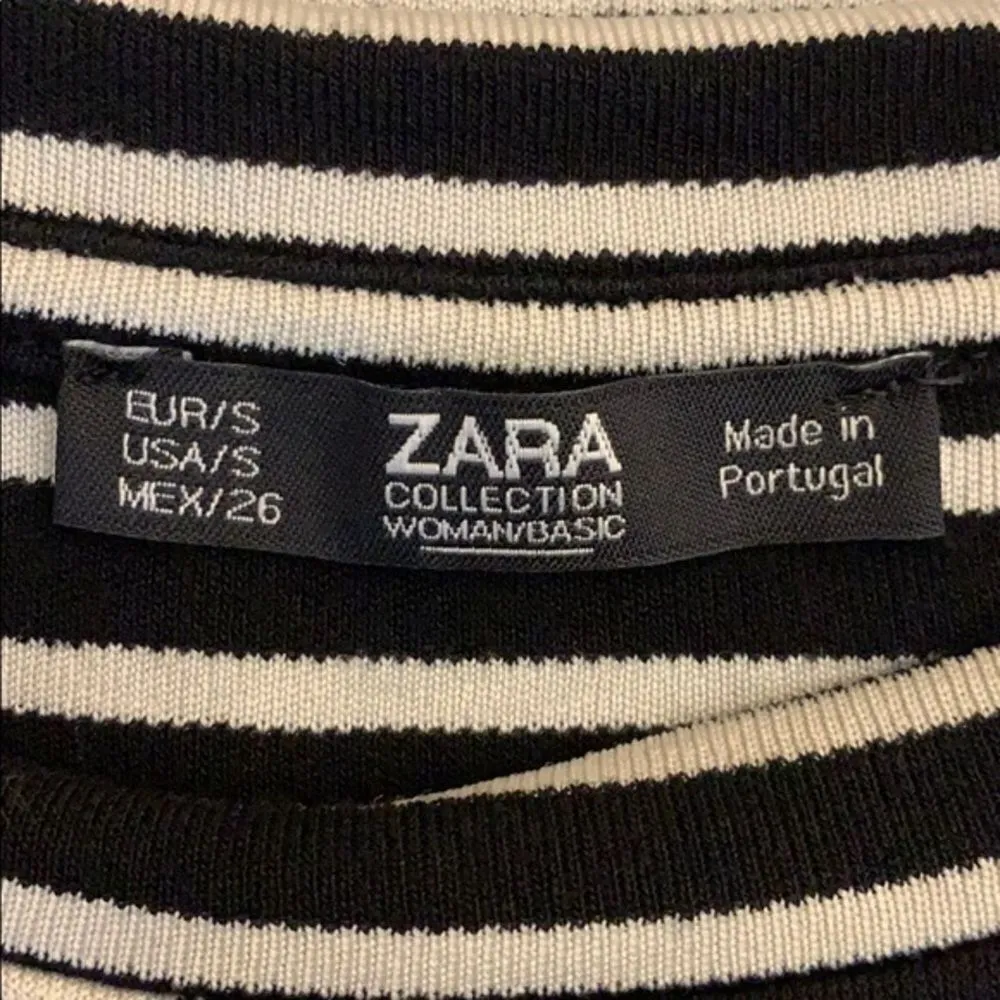 EUR/S
USA/S
MEX/26
ZARA
COLLECTION
WOMAN/BASIC
Made in
Portugal